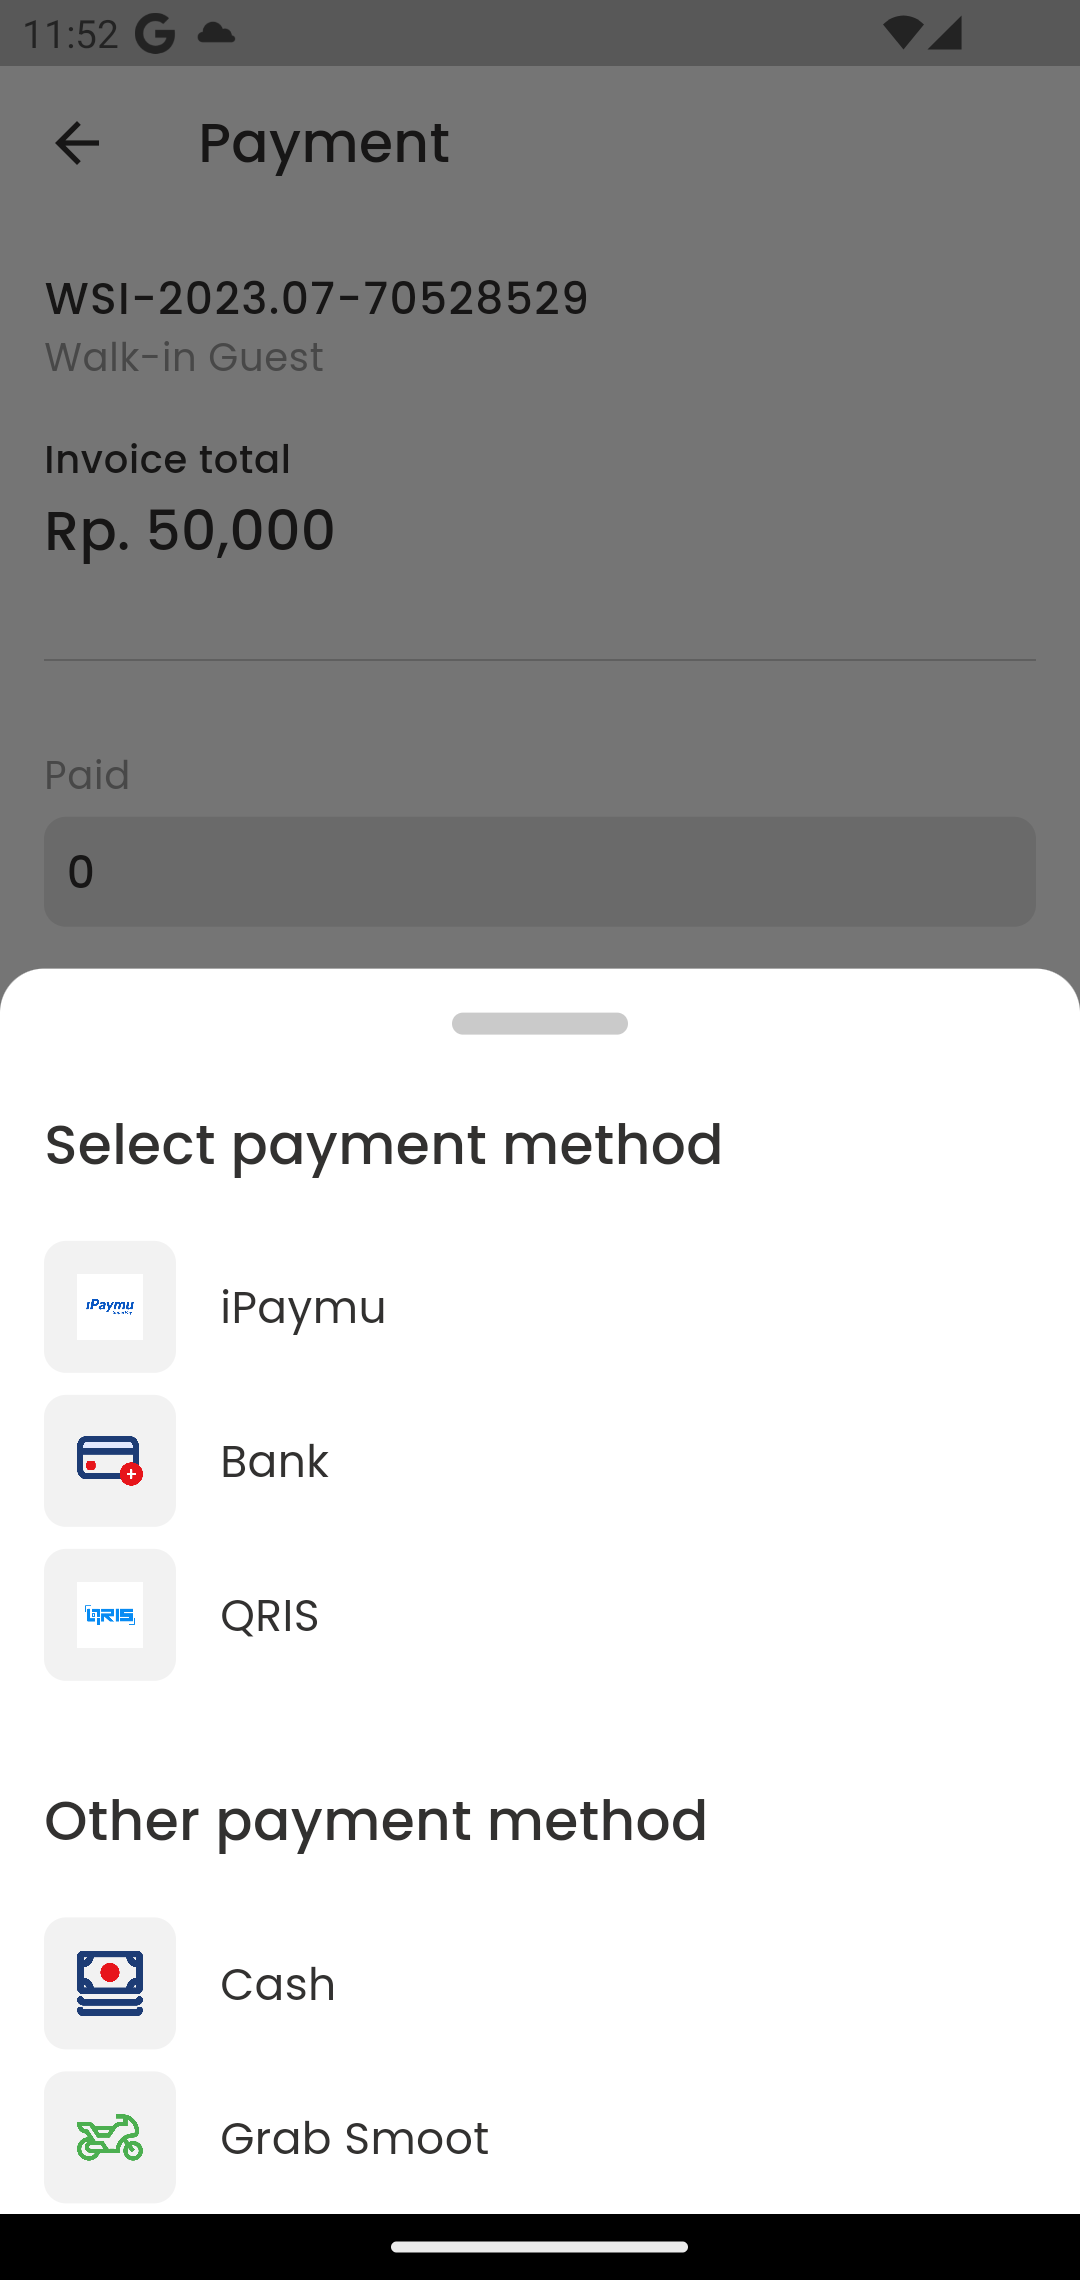 11:52
Payment
WSI-2023.07-70528529
Walk-in Guest
Invoice total
Rp. 50,000
Paid
0
Select payment method
iPaymu
iPaymu
Bank
QRIS
QRIS
Other payment method
Cash
Grab Smoot